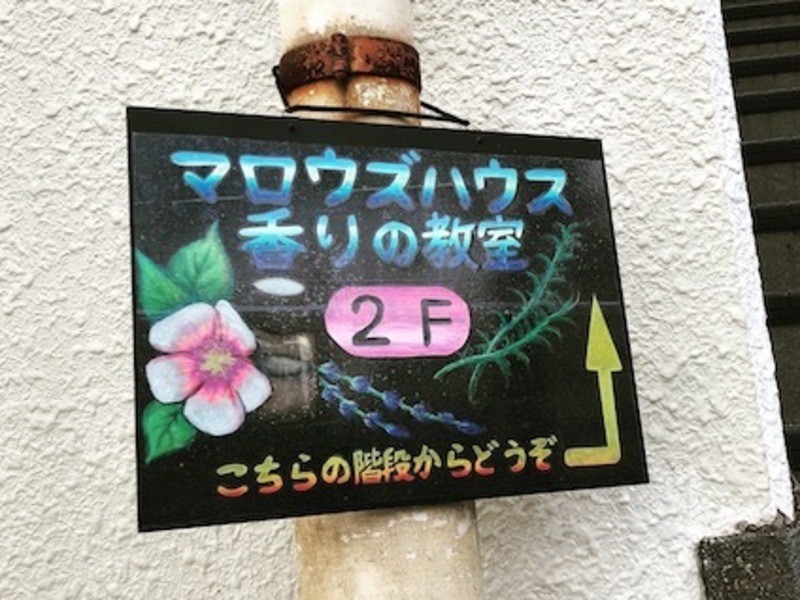 マロウズハウス
香りの教室
2F
こちらの階段からどうぞ